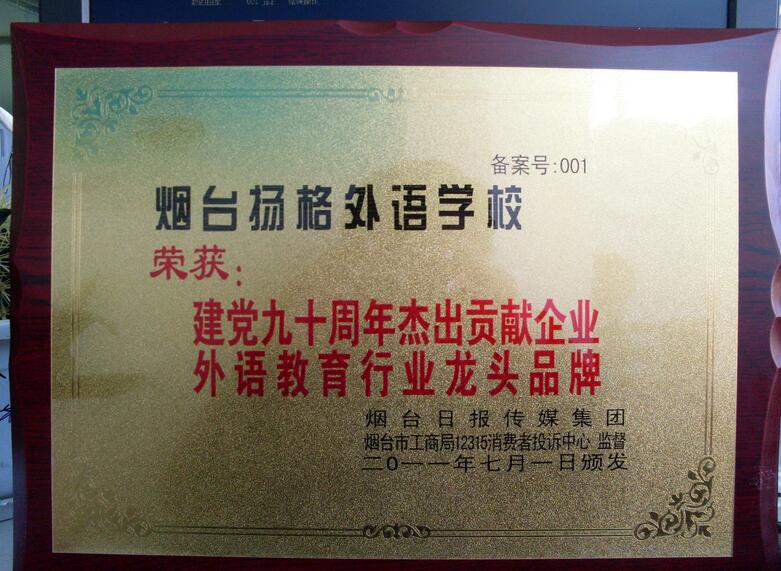 备案号:001
烟台扬格外语学校
荣获:
建党九十周年杰出贡献企业
外语教育行业龙头品牌
烟台日报传媒集团
烟台市工商局12315消费者投诉中心 监督
二0一一年七月一日颁发